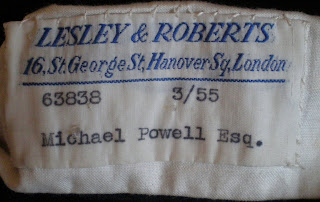 LESLEY & ROBERTS
16, St. George St, Hanover Sq, London
63838 3/55
Michael Powell Esq.